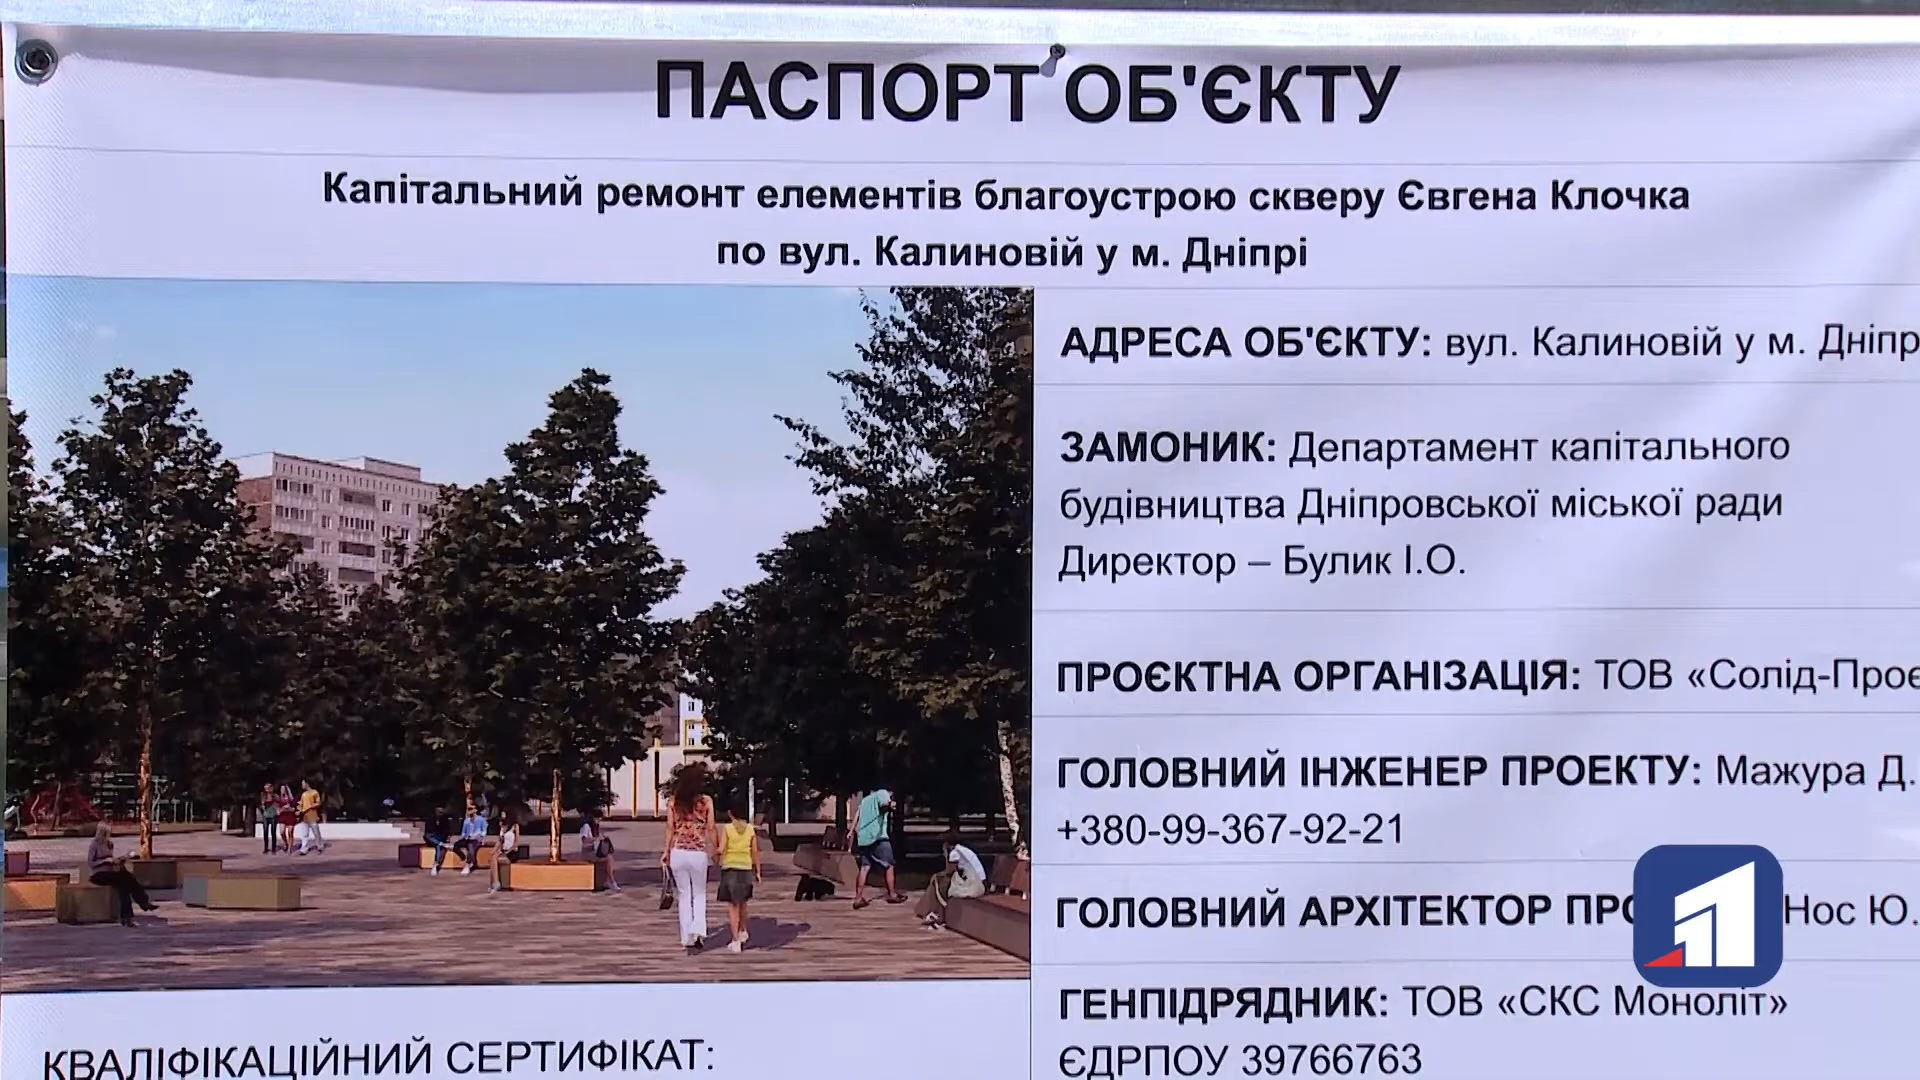 ПАСПОРТ ОБ'ЄКТУ
Капітальний ремонт елементів благоустрою скверу Євгена Клочка
по вул. Калиновій у м. Дніпрі
АДРЕСА ОБ'ЄКТУ: вул. Калиновій у м. Дніпр
ЗАМОНИК: Департамент капітального
будівництва Дніпровської міської ради
Директор – Булик І.О.
ПРОЄКТНА ОРГАНІЗАЦІЯ: ТОВ «Солід-Проє
ГОЛОВНИЙ ІНЖЕНЕР ПРОЕКТУ: Мажура Д.
+380-99-367-92-21
ГОЛОВНИЙ АРХІТЕКТОР ПРО Нос Ю.
ГЕНПІДРЯДНИК: ТОВ «СКС Моноліт»
ЄДРПОУ 39766763
КВАЛІФІКАЦІЙНИЙ СЕРТИФІКАТ: